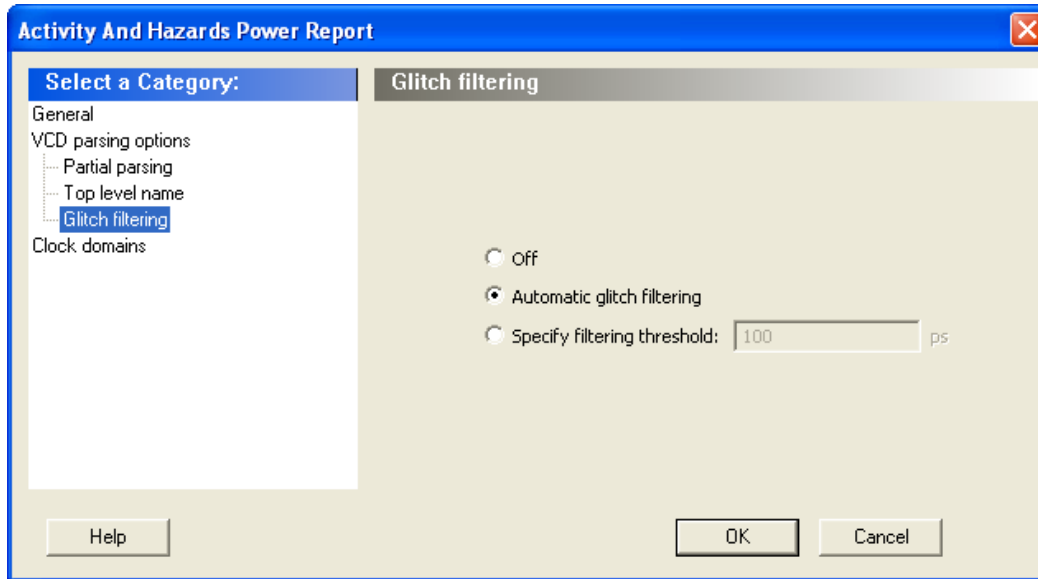 Activity And Hazards Power Report
Select a Category:
General
VCD parsing options
Partial parsing
Top level name
Glitch filtering
Clock domains
Glitch filtering
Off
Automatic glitch filtering
Specify filtering threshold: 100 ps
Help
OK
Cancel